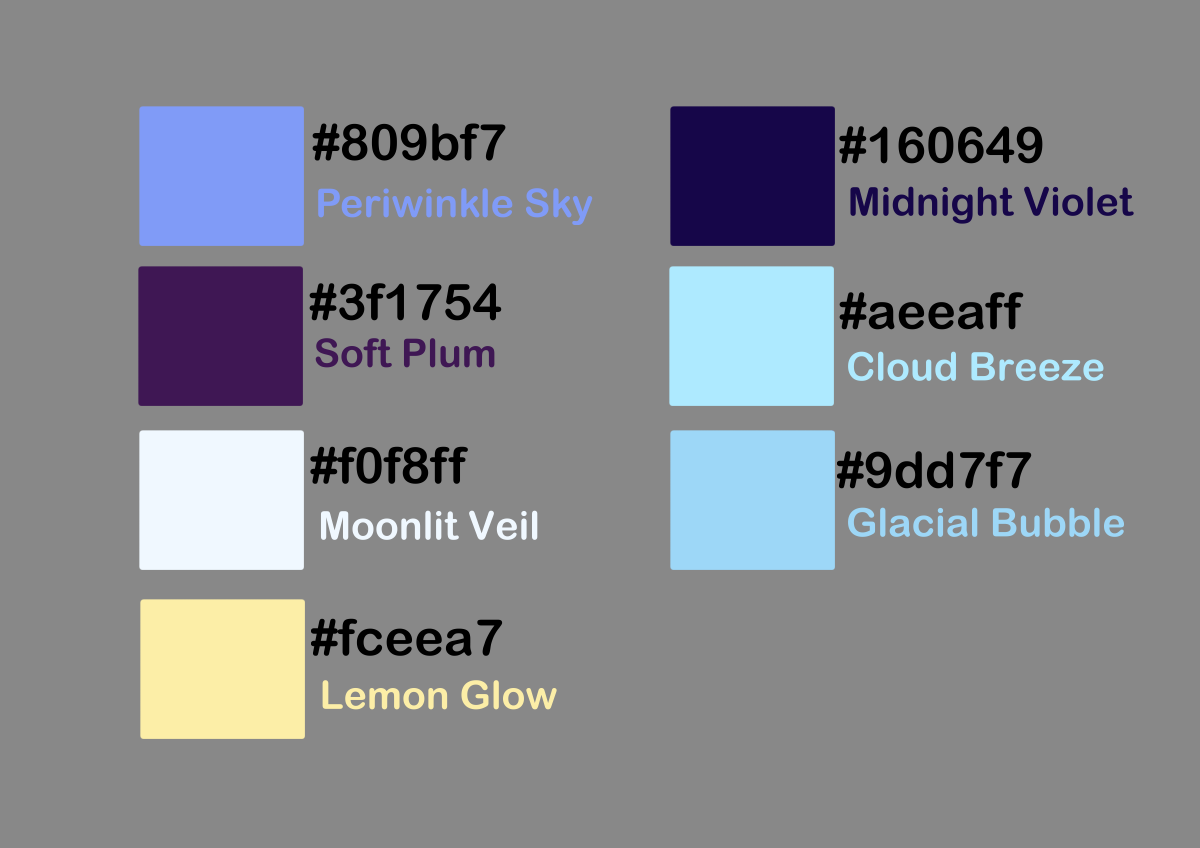 #809bf7
Periwinkle Sky
#3f1754
Soft Plum
#f0f8ff
Moonlit Veil
#fceea7
Lemon Glow
#160649
Midnight Violet
#aeeaff
Cloud Breeze
#9dd7f7
Glacial Bubble